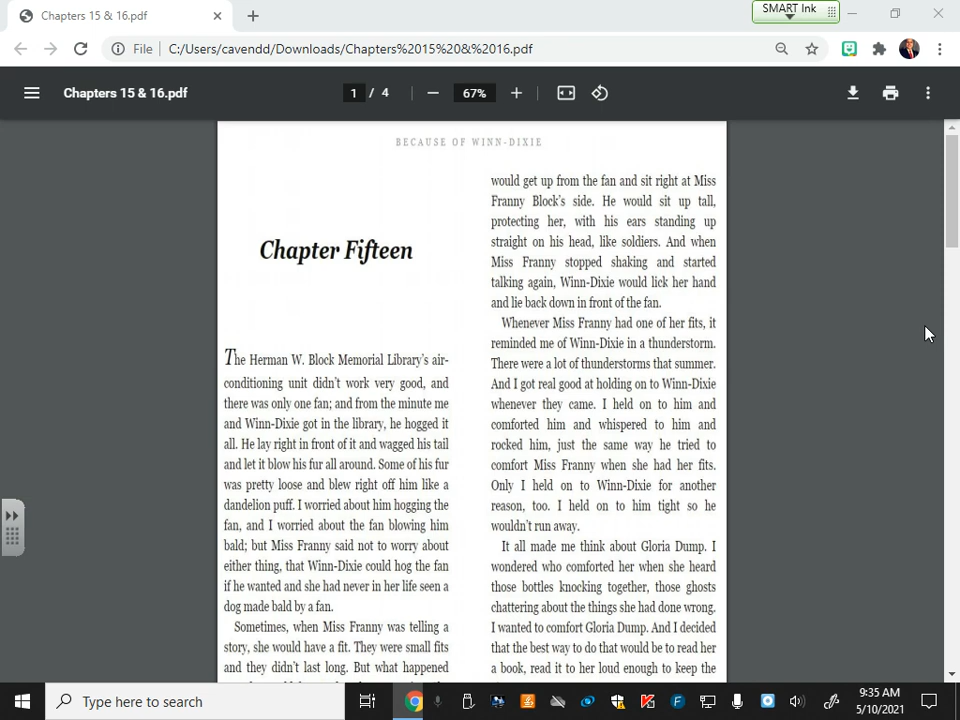 Chapters 15 & 16.pdf
SMART Ink
File
C:/Users/cavendd/Downloads/Chapters%2015%20&%2016.pdf
Chapters 15 & 16.pdf
1 / 4
67%
BECAUSE OF WINN-DIXIE
Chapter Fifteen
The Herman W. Block Memorial Library's air-
conditioning unit didn't work very good, and
there was only one fan; and from the minute me
and Winn-Dixie got in the library, he hogged it
all. He lay right in front of it and wagged his tail
and let it blow his fur all around. Some of his fur
was pretty loose and blew right off him like a
dandelion puff. I worried about him hogging the
fan, and I worried about the fan blowing him
bald; but Miss Franny said not to worry about
either thing, that Winn-Dixie could hog the fan
if he wanted and she had never in her life seen a
dog made bald by a fan.
Sometimes, when Miss Franny was telling a
story, she would have a fit. They were small fits
and they didn't last long. But what happened
would get up from the fan and sit right at Miss
Franny Block's side. He would sit up tall,
protecting her, with his ears standing up
straight on his head, like soldiers. And when
Miss Franny stopped shaking and started
talking again, Winn-Dixie would lick her hand
and lie back down in front of the fan.
Whenever Miss Franny had one of her fits, it
reminded me of Winn-Dixie in a thunderstorm.
There were a lot of thunderstorms that summer.
And I got real good at holding on to Winn-Dixie
whenever they came. I held on to him and
comforted him and whispered to him and
rocked him, just the same way he tried to
comfort Miss Franny when she had her fits.
Only I held on to Winn-Dixie for another
reason, too. I held on to him tight so he
wouldn't run away.
It all made me think about Gloria Dump. I
wondered who comforted her when she heard
those bottles knocking together, those ghosts
chattering about the things she had done wrong.
I wanted to comfort Gloria Dump. And I decided
that the best way to do that would be to read her
a book, read it to her loud enough to keep the
Type here to search
9:35 AM
5/10/2021